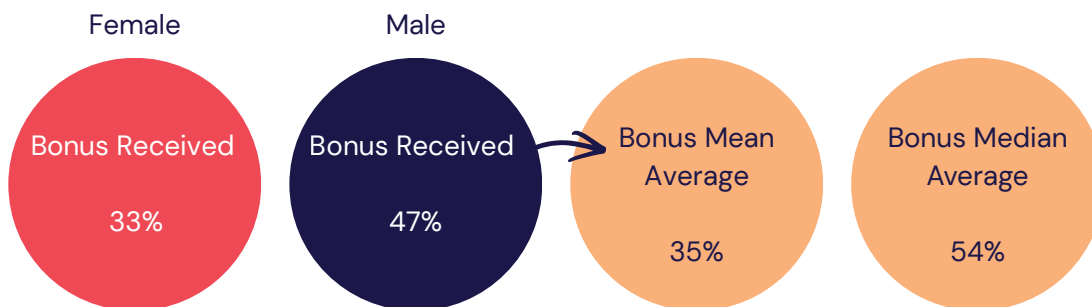 Female
Male
Bonus Received
33%
Bonus Received
47%
Bonus Mean
Average
35%
Bonus Median
Average
54%